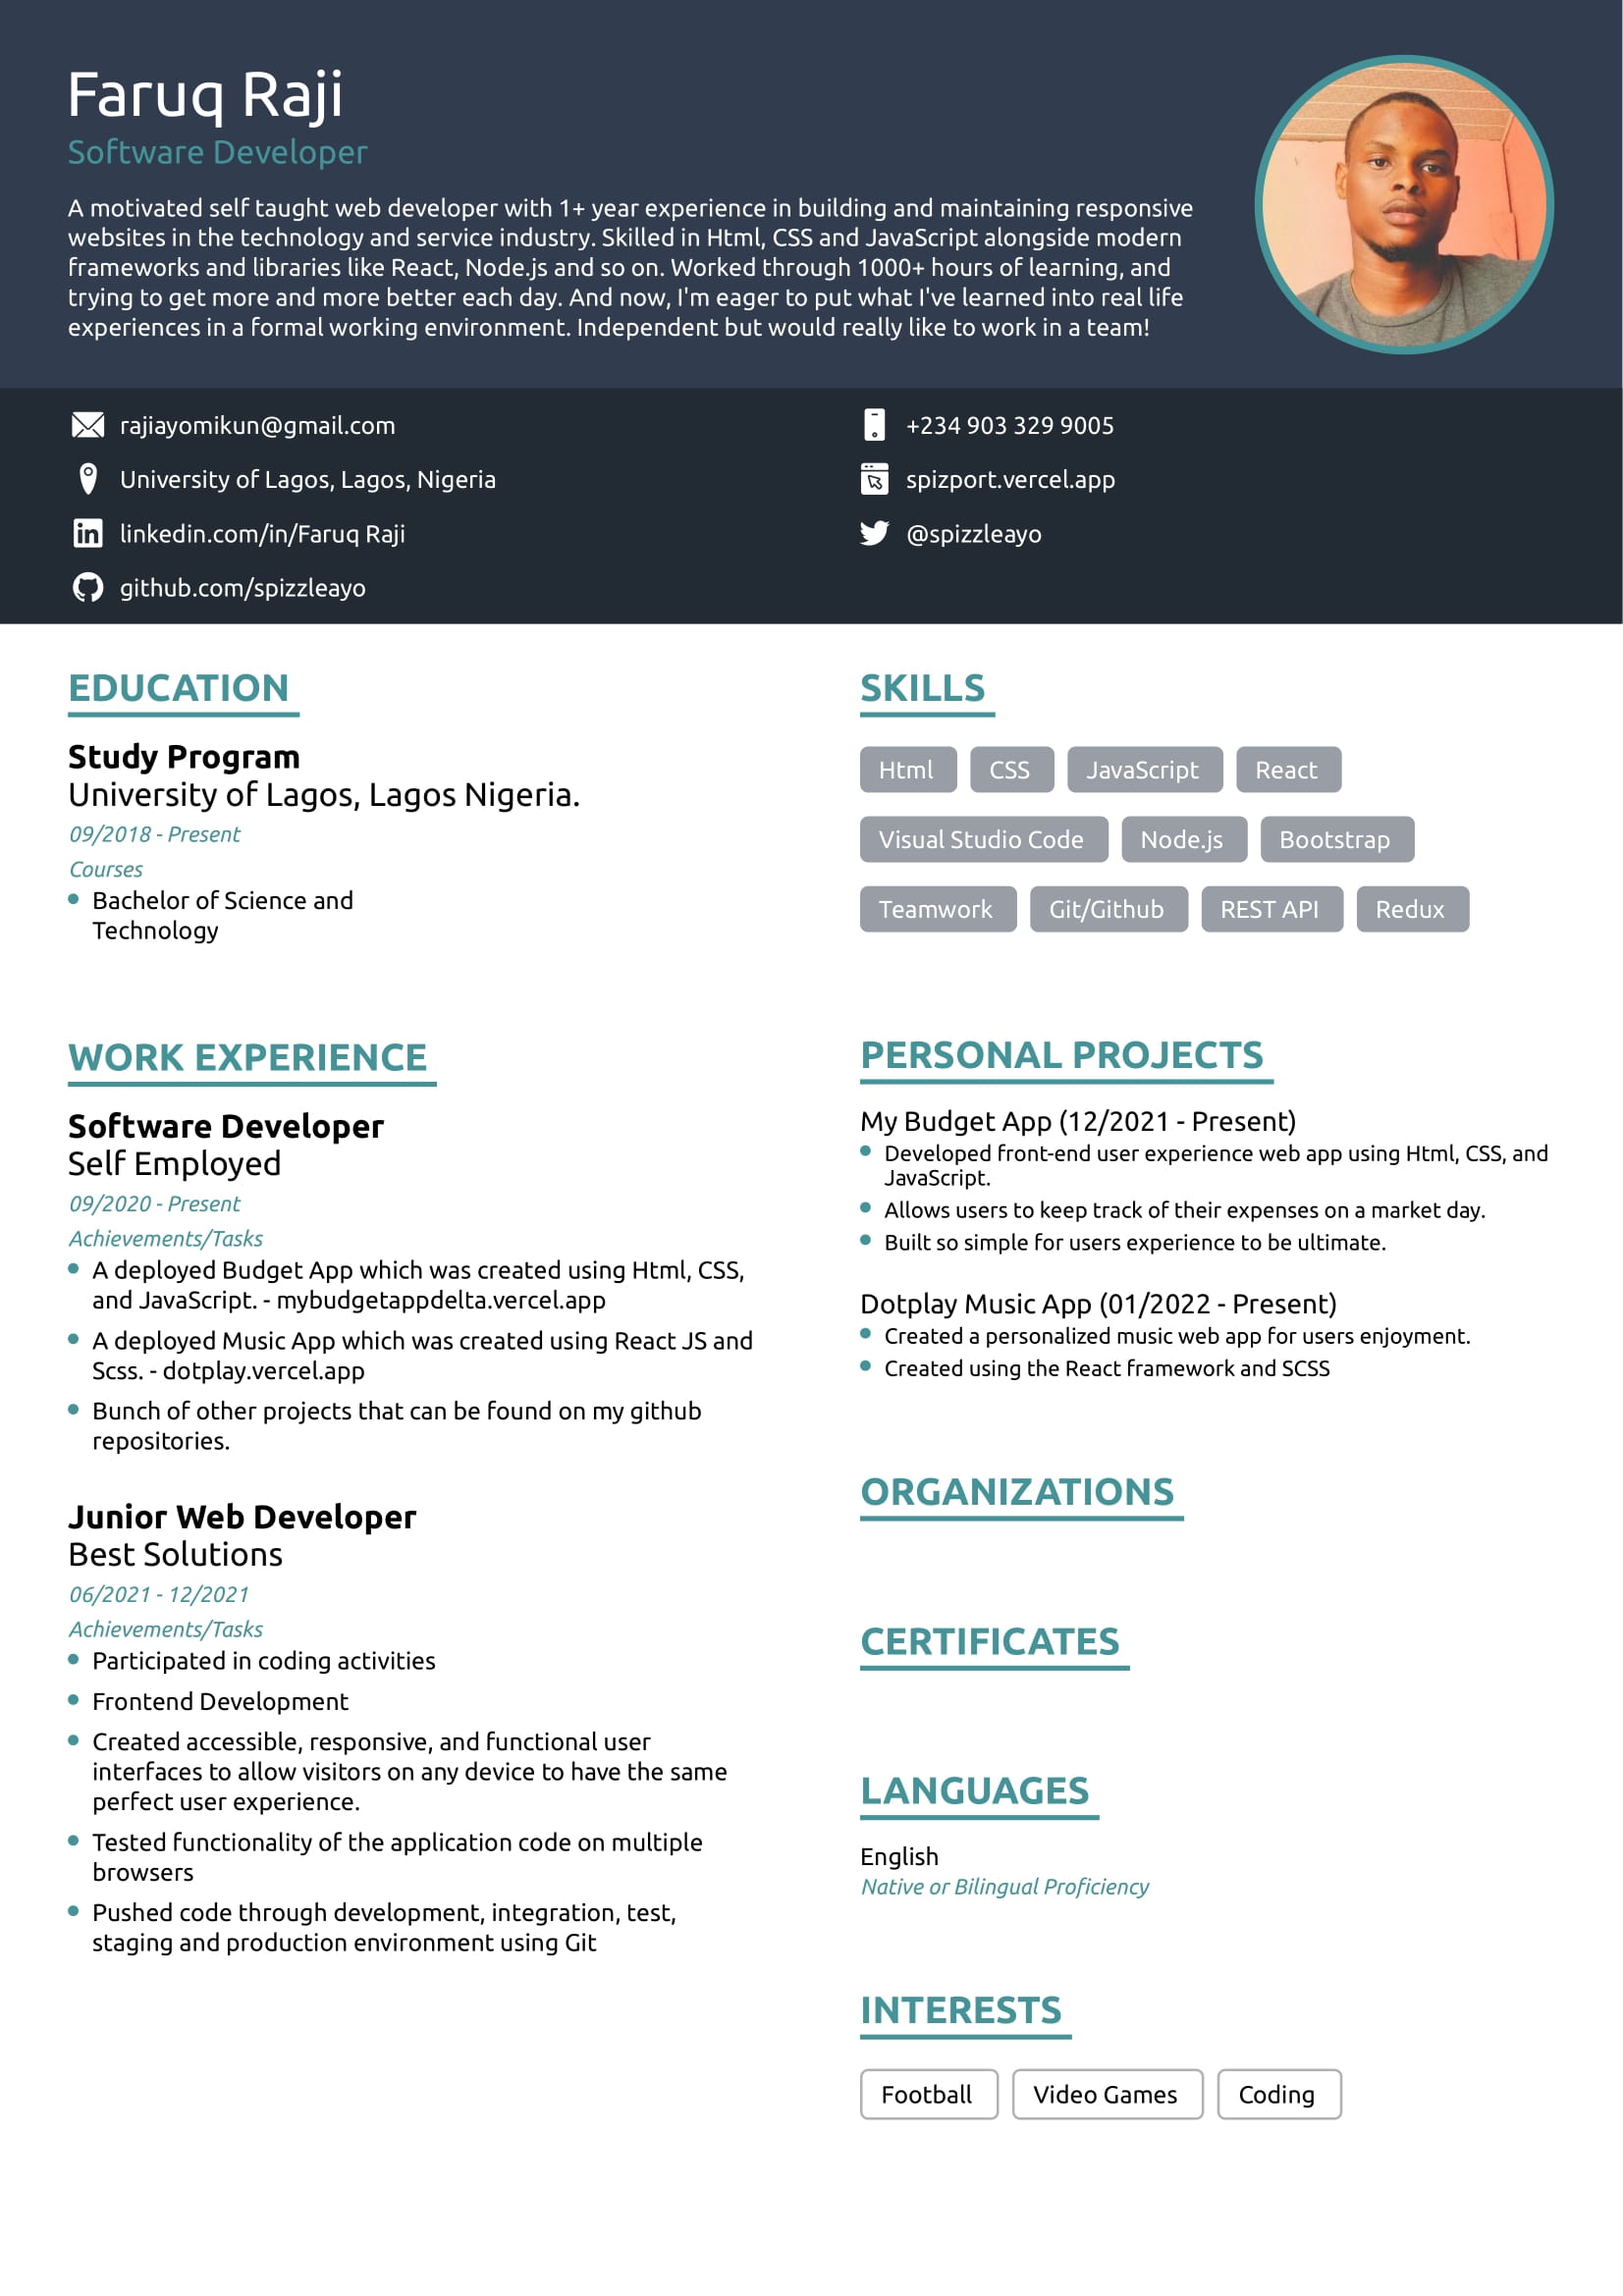 Faruq Raji
Software Developer
A motivated self taught web developer with 1+ year experience in building and maintaining responsive
websites in the technology and service industry. Skilled in Html, CSS and JavaScript alongside modern
frameworks and libraries like React, Node.js and so on. Worked through 1000+ hours of learning, and
trying to get more and more better each day. And now, I'm eager to put what I've learned into real life
experiences in a formal working environment. Independent but would really like to work in a team!
rajiayomikun@gmail.com
+234 903 329 9005
University of Lagos, Lagos, Nigeria
spizport.vercel.app
linkedin.com/in/Faruq Raji
@spizzleayo
github.com/spizzleayo
EDUCATION
Study Program
University of Lagos, Lagos Nigeria.
09/2018 - Present
Courses
Bachelor of Science and
Technology
WORK EXPERIENCE
Software Developer
Self Employed
09/2020 - Present
Achievements/Tasks
A deployed Budget App which was created using Html, CSS,
and JavaScript. - mybudgetappdelta.vercel.app
A deployed Music App which was created using React JS and
Scss. - dotplay.vercel.app
Bunch of other projects that can be found on my github
repositories.
Junior Web Developer
Best Solutions
06/2021 - 12/2021
Achievements/Tasks
Participated in coding activities
Frontend Development
Created accessible, responsive, and functional user
interfaces to allow visitors on any device to have the same
perfect user experience.
Tested functionality of the application code on multiple
browsers
Pushed code through development, integration, test,
staging and production environment using Git
SKILLS
Html CSS JavaScript React
Visual Studio Code Node.js Bootstrap
Teamwork Git/Github REST API Redux
PERSONAL PROJECTS
My Budget App (12/2021 - Present)
Developed front-end user experience web app using Html, CSS, and
JavaScript.
Allows users to keep track of their expenses on a market day.
Built so simple for users experience to be ultimate.
Dotplay Music App (01/2022 - Present)
Created a personalized music web app for users enjoyment.
Created using the React framework and SCSS
ORGANIZATIONS
CERTIFICATES
LANGUAGES
English
Native or Bilingual Proficiency
INTERESTS
Football Video Games Coding